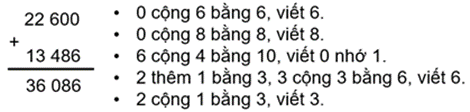 22 600
+
13 486
36 086
• 0 cộng 6 bằng 6, viết 6.
• 0 cộng 8 bằng 8, viết 8.
• 6 cộng 4 bằng 10, viết 0 nhớ 1.
• 2 thêm 1 bằng 3, 3 cộng 3 bằng 6, viết 6.
• 2 cộng 1 bằng 3, viết 3.